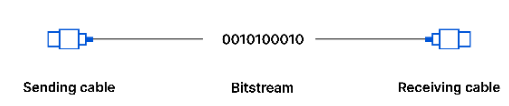 0010100010
Sending cable
Bitstream
Receiving cable